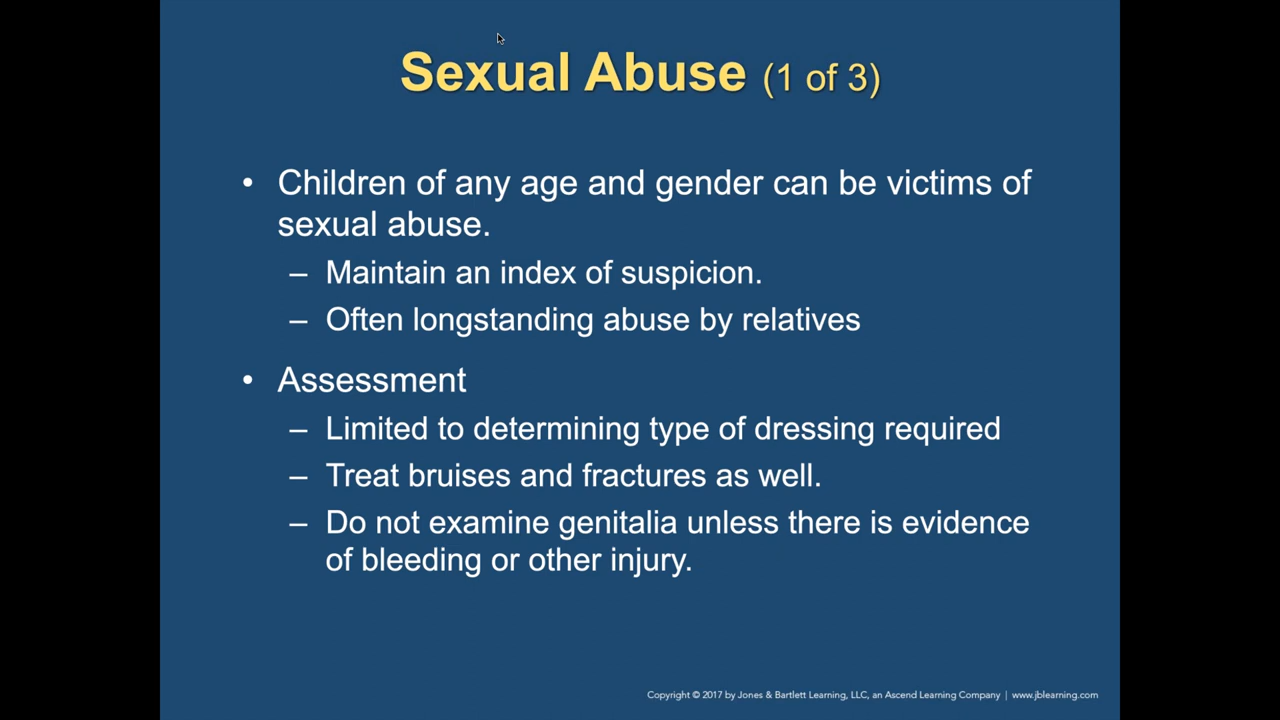 Sexual Abuse (1 of 3)
• Children of any age and gender can be victims of
sexual abuse.
– Maintain an index of suspicion.
– Often longstanding abuse by relatives
• Assessment
– Limited to determining type of dressing required
– Treat bruises and fractures as well.
– Do not examine genitalia unless there is evidence
of bleeding or other injury.
Copyright © 2017 by Jones & Bartlett Learning, LLC, an Ascend Learning Company | www.jblearning.com